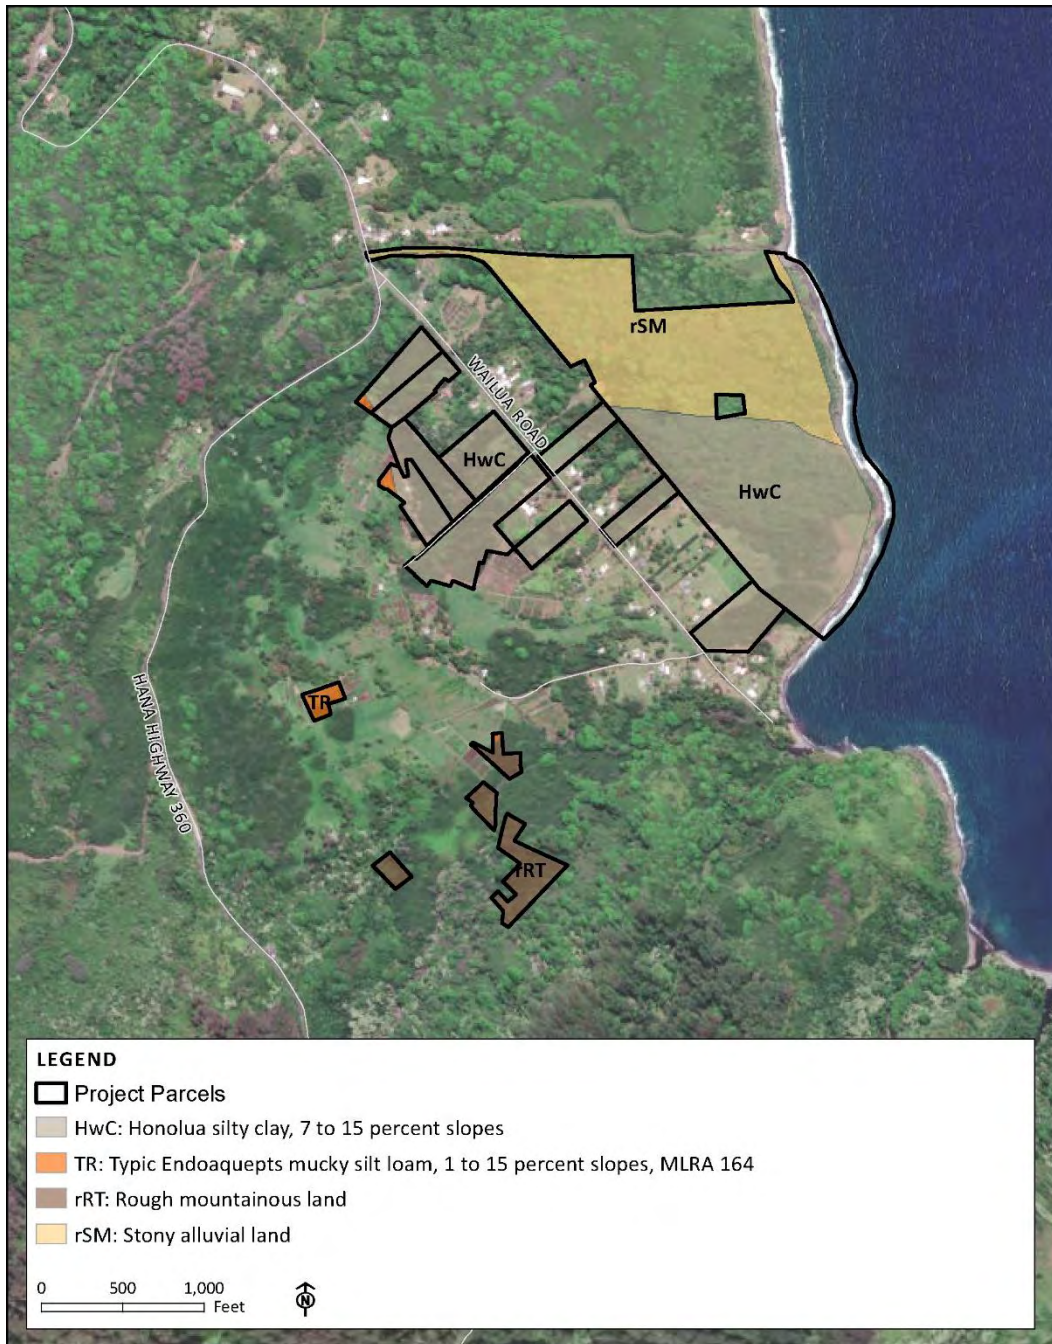 rSM
WAILUA ROAD
HwC
HwC
HANA HIGHWAY 360
TR
rRT
LEGEND
Project Parcels
HwC: Honolua silty clay, 7 to 15 percent slopes
TR: Typic Endoaquepts mucky silt loam, 1 to 15 percent slopes, MLRA 164
rRT: Rough mountainous land
rSM: Stony alluvial land
0 500 1,000
Feet
N